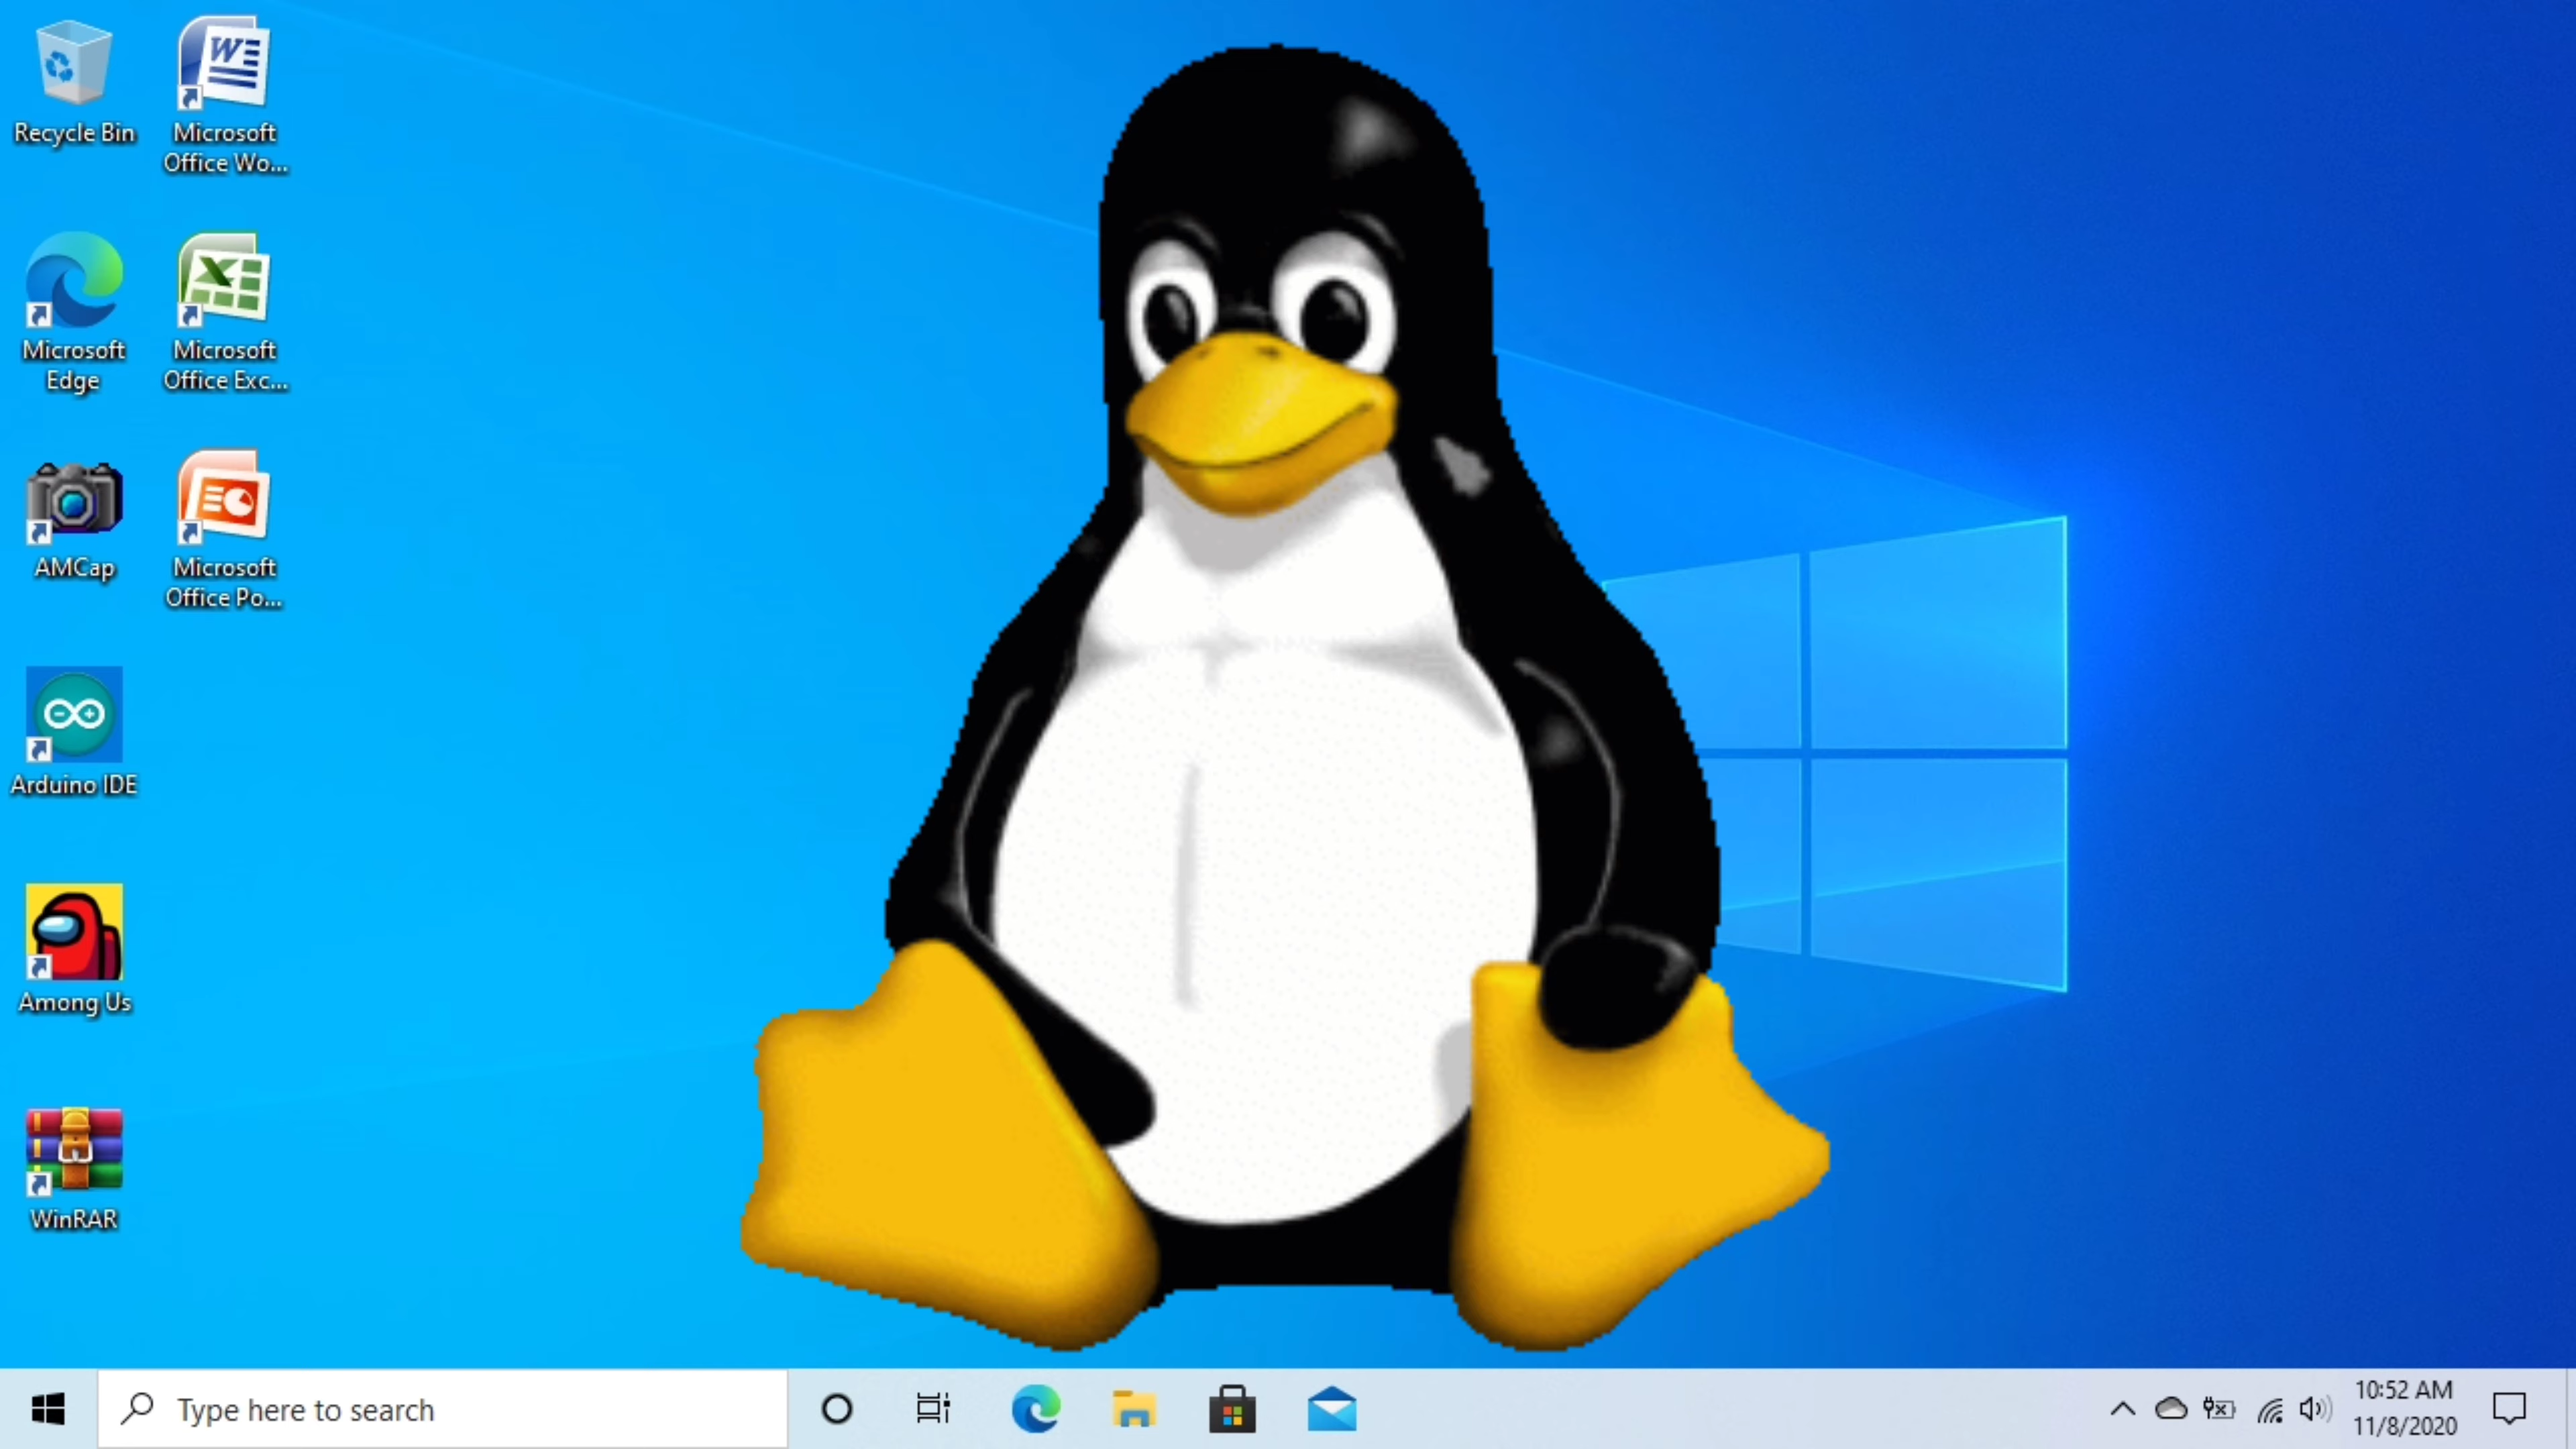 Recycle Bin
Microsoft
Office Wo...
Microsoft
Edge
Microsoft
Office Exc...
AMCap
Microsoft
Office Po...
Arduino IDE
Among Us
WinRAR
Type here to search
10:52 AM
11/8/2020